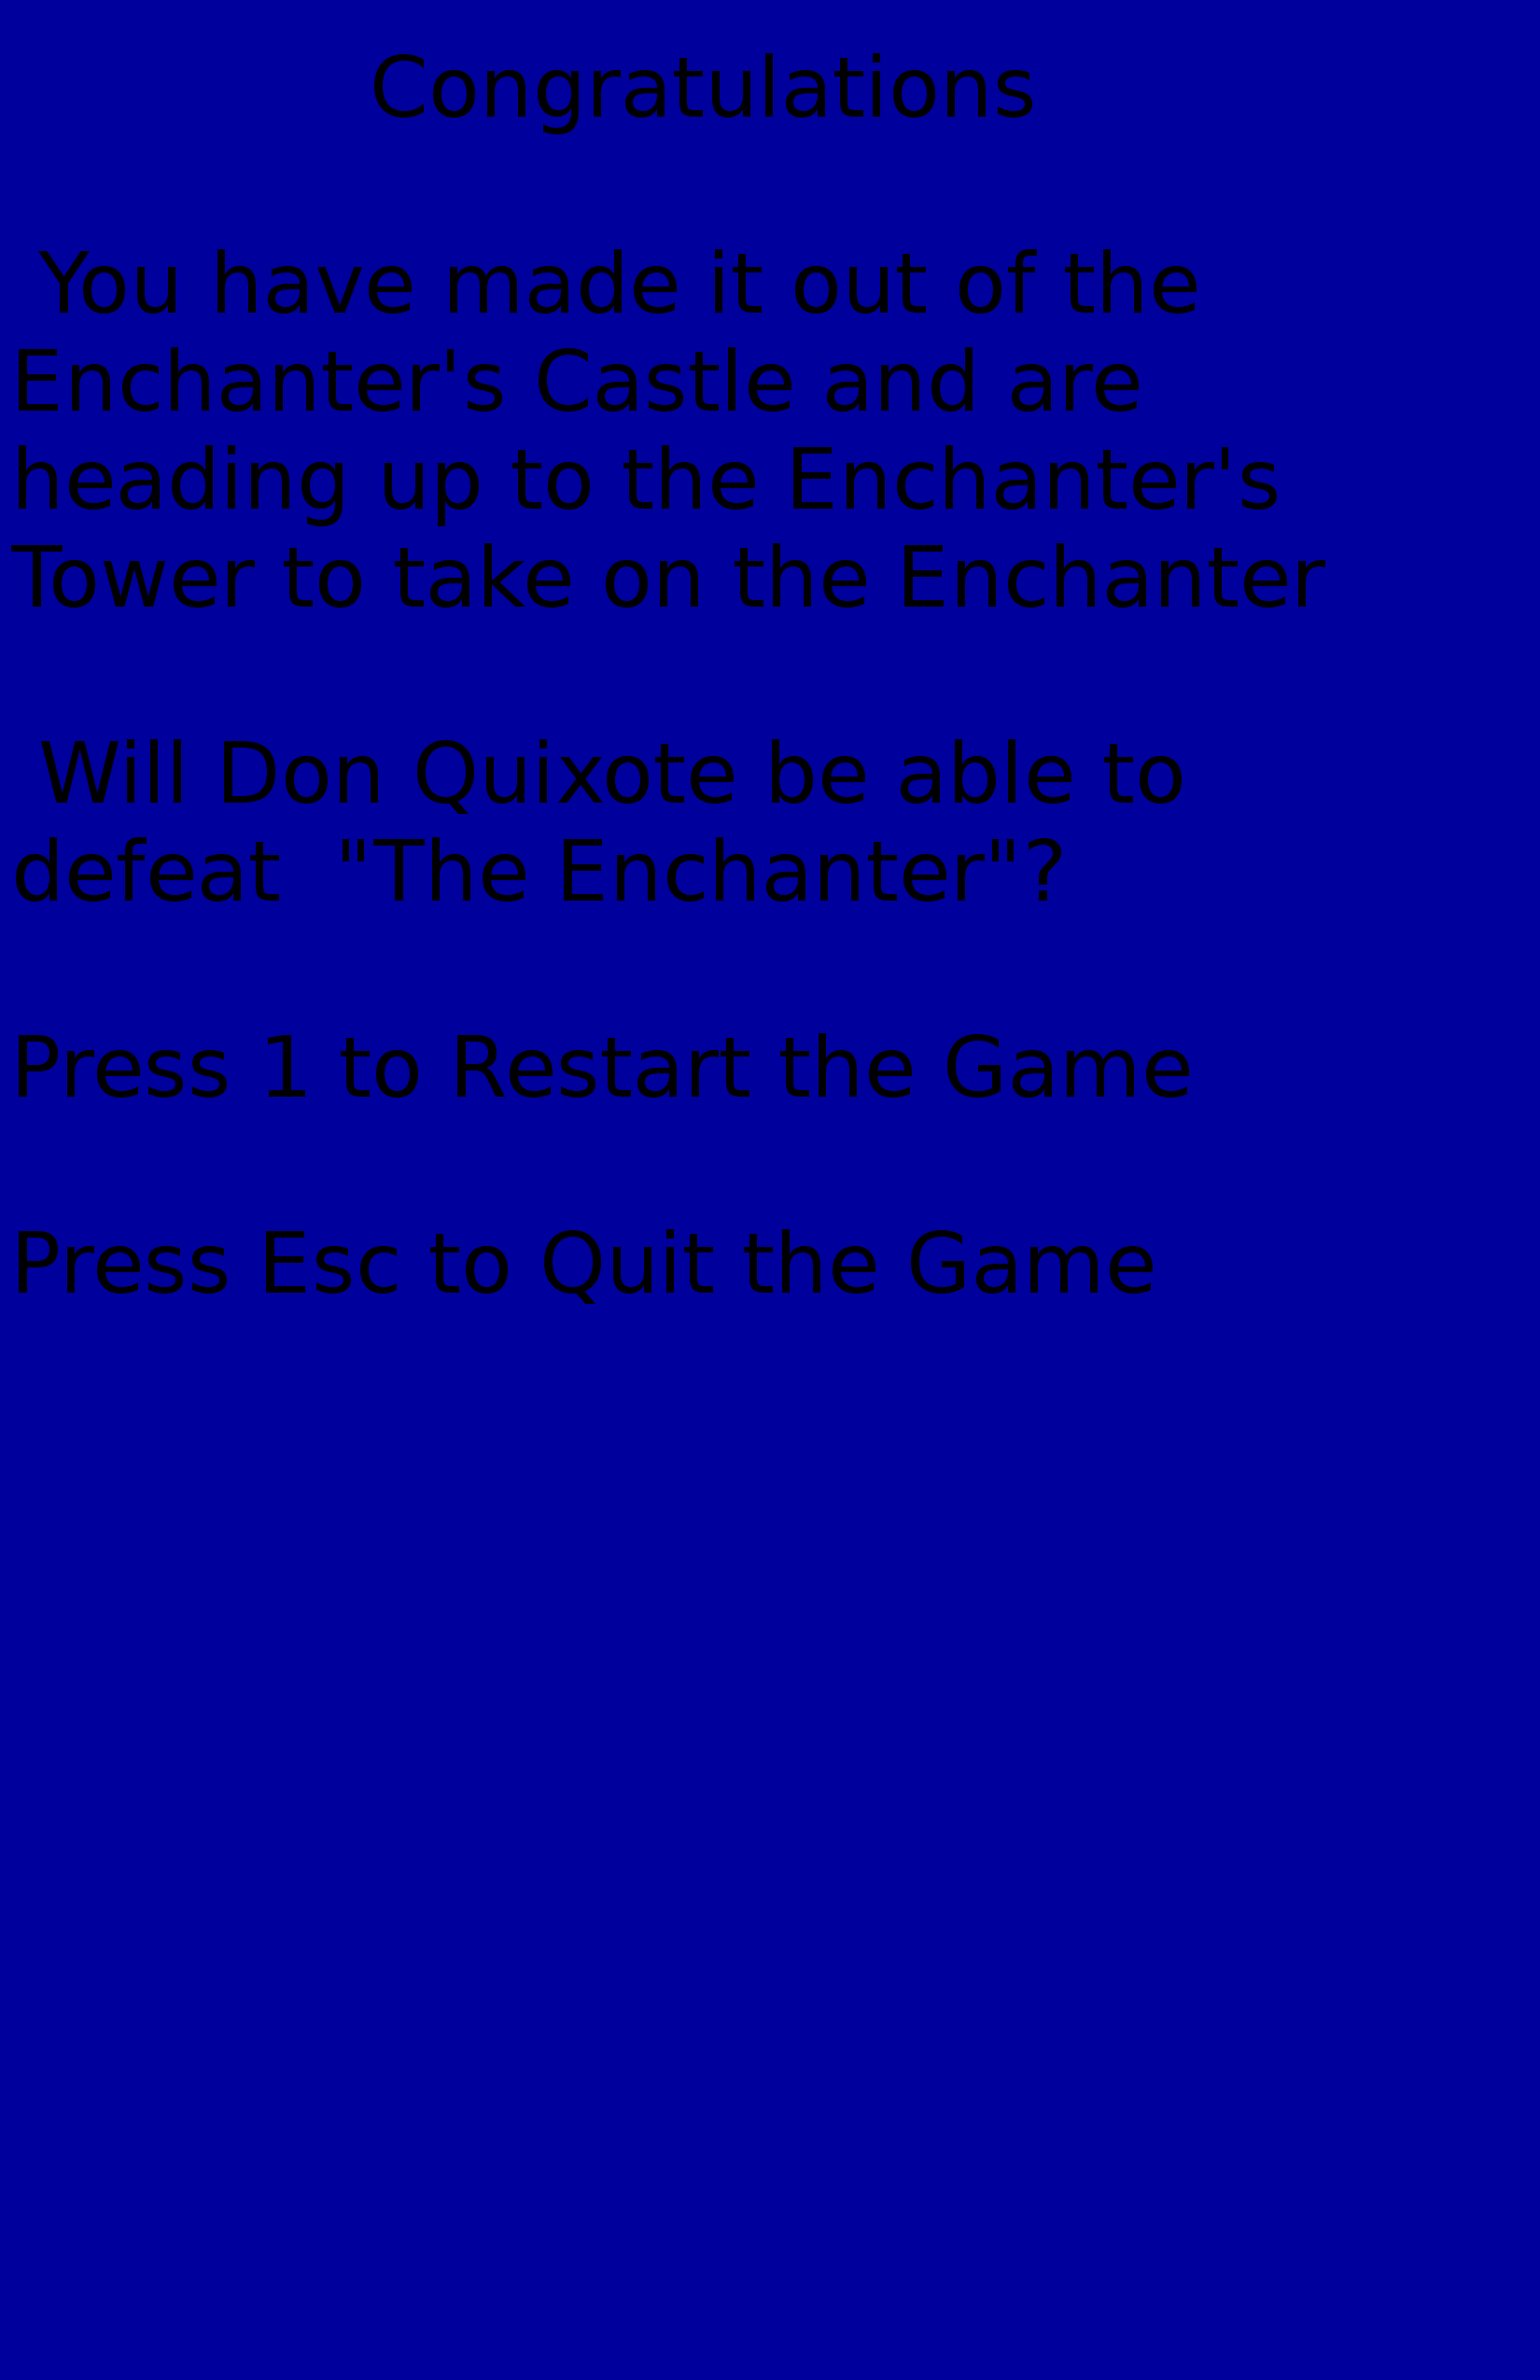 Congratulations
You have made it out of the
Enchanter's Castle and are
heading up to the Enchanter's
Tower to take on the Enchanter
Will Don Quixote be able to
defeat  "The Enchanter"?
Press 1 to Restart the Game
Press Esc to Quit the Game